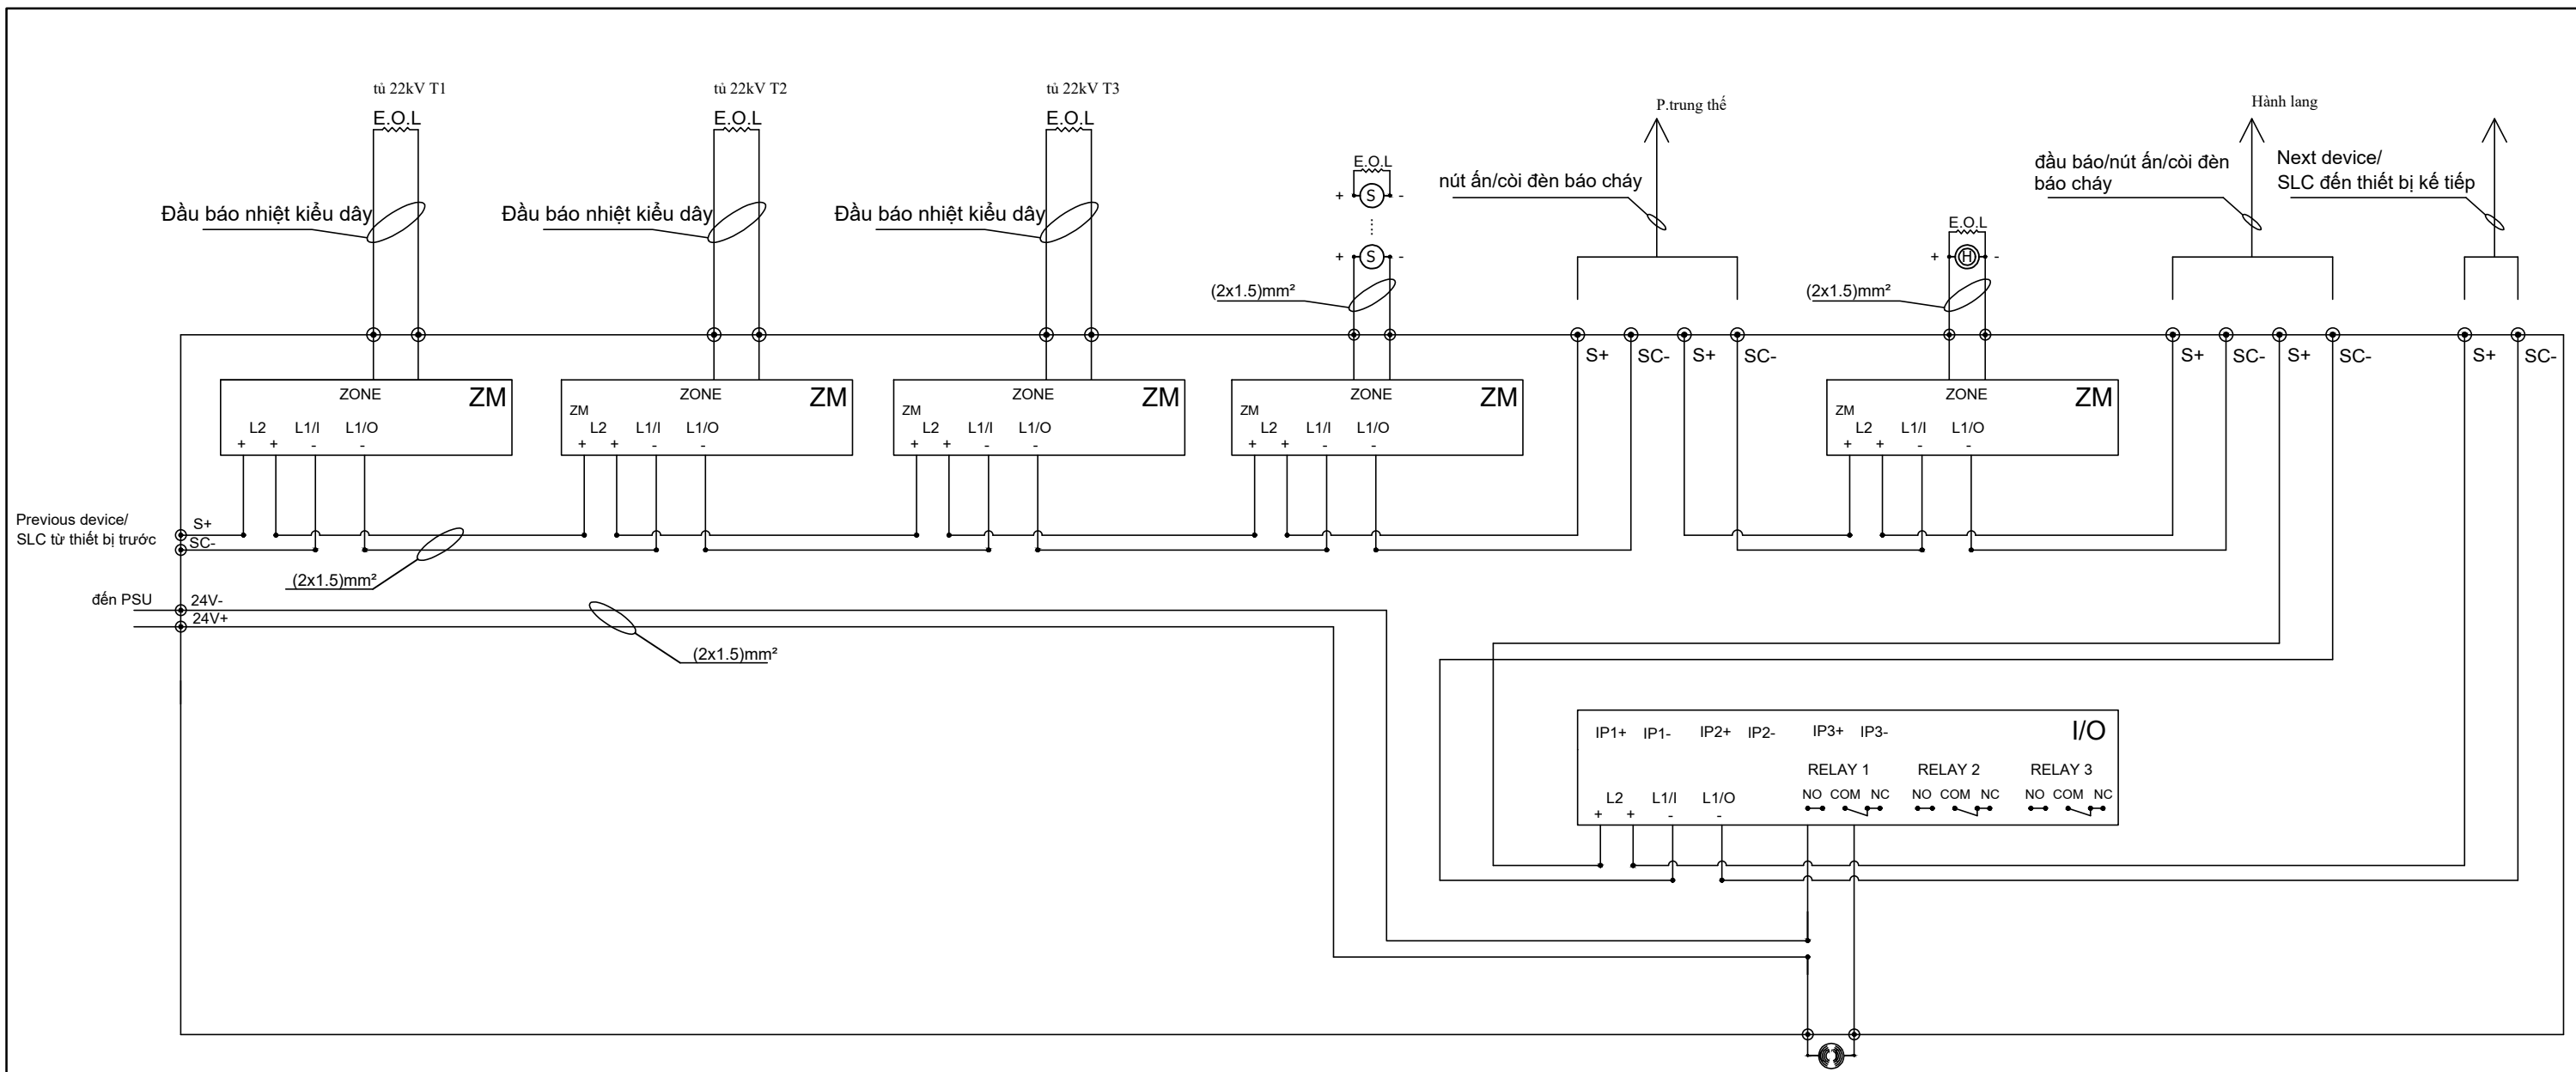 tủ 22kV T1
tủ 22kV T2
tủ 22kV T3
E.O.L
E.O.L
E.O.L
P.trung thế
Hành lang
Đầu báo nhiệt kiểu dây
Đầu báo nhiệt kiểu dây
Đầu báo nhiệt kiểu dây
E.O.L
+ S -
+ S -
(2x1.5)mm²
nút ấn/còi đèn báo cháy
E.O.L
+ H -
(2x1.5)mm²
đầu báo/nút ấn/còi đèn
báo cháy
Next device/
SLC đến thiết bị kế tiếp
S+ SC- S+ SC-
S+ SC- S+ SC-
S+ SC-
ZONE ZM
L2 L1/I L1/O
+ + - -
ZONE ZM
ZM
L2 L1/I L1/O
+ + - -
ZONE ZM
ZM
L2 L1/I L1/O
+ + - -
ZONE ZM
ZM
L2 L1/I L1/O
+ + - -
ZONE ZM
ZM
L2 L1/I L1/O
+ + - -
Previous device/
SLC từ thiết bị trước
S+
SC-
(2x1.5)mm²
đến PSU
24V-
24V+
(2x1.5)mm²
IP1+ IP1- IP2+ IP2- IP3+ IP3- I/O
RELAY 1 RELAY 2 RELAY 3
L2 L1/I L1/O
NO COM NC NO COM NC NO COM NC
+ + - -